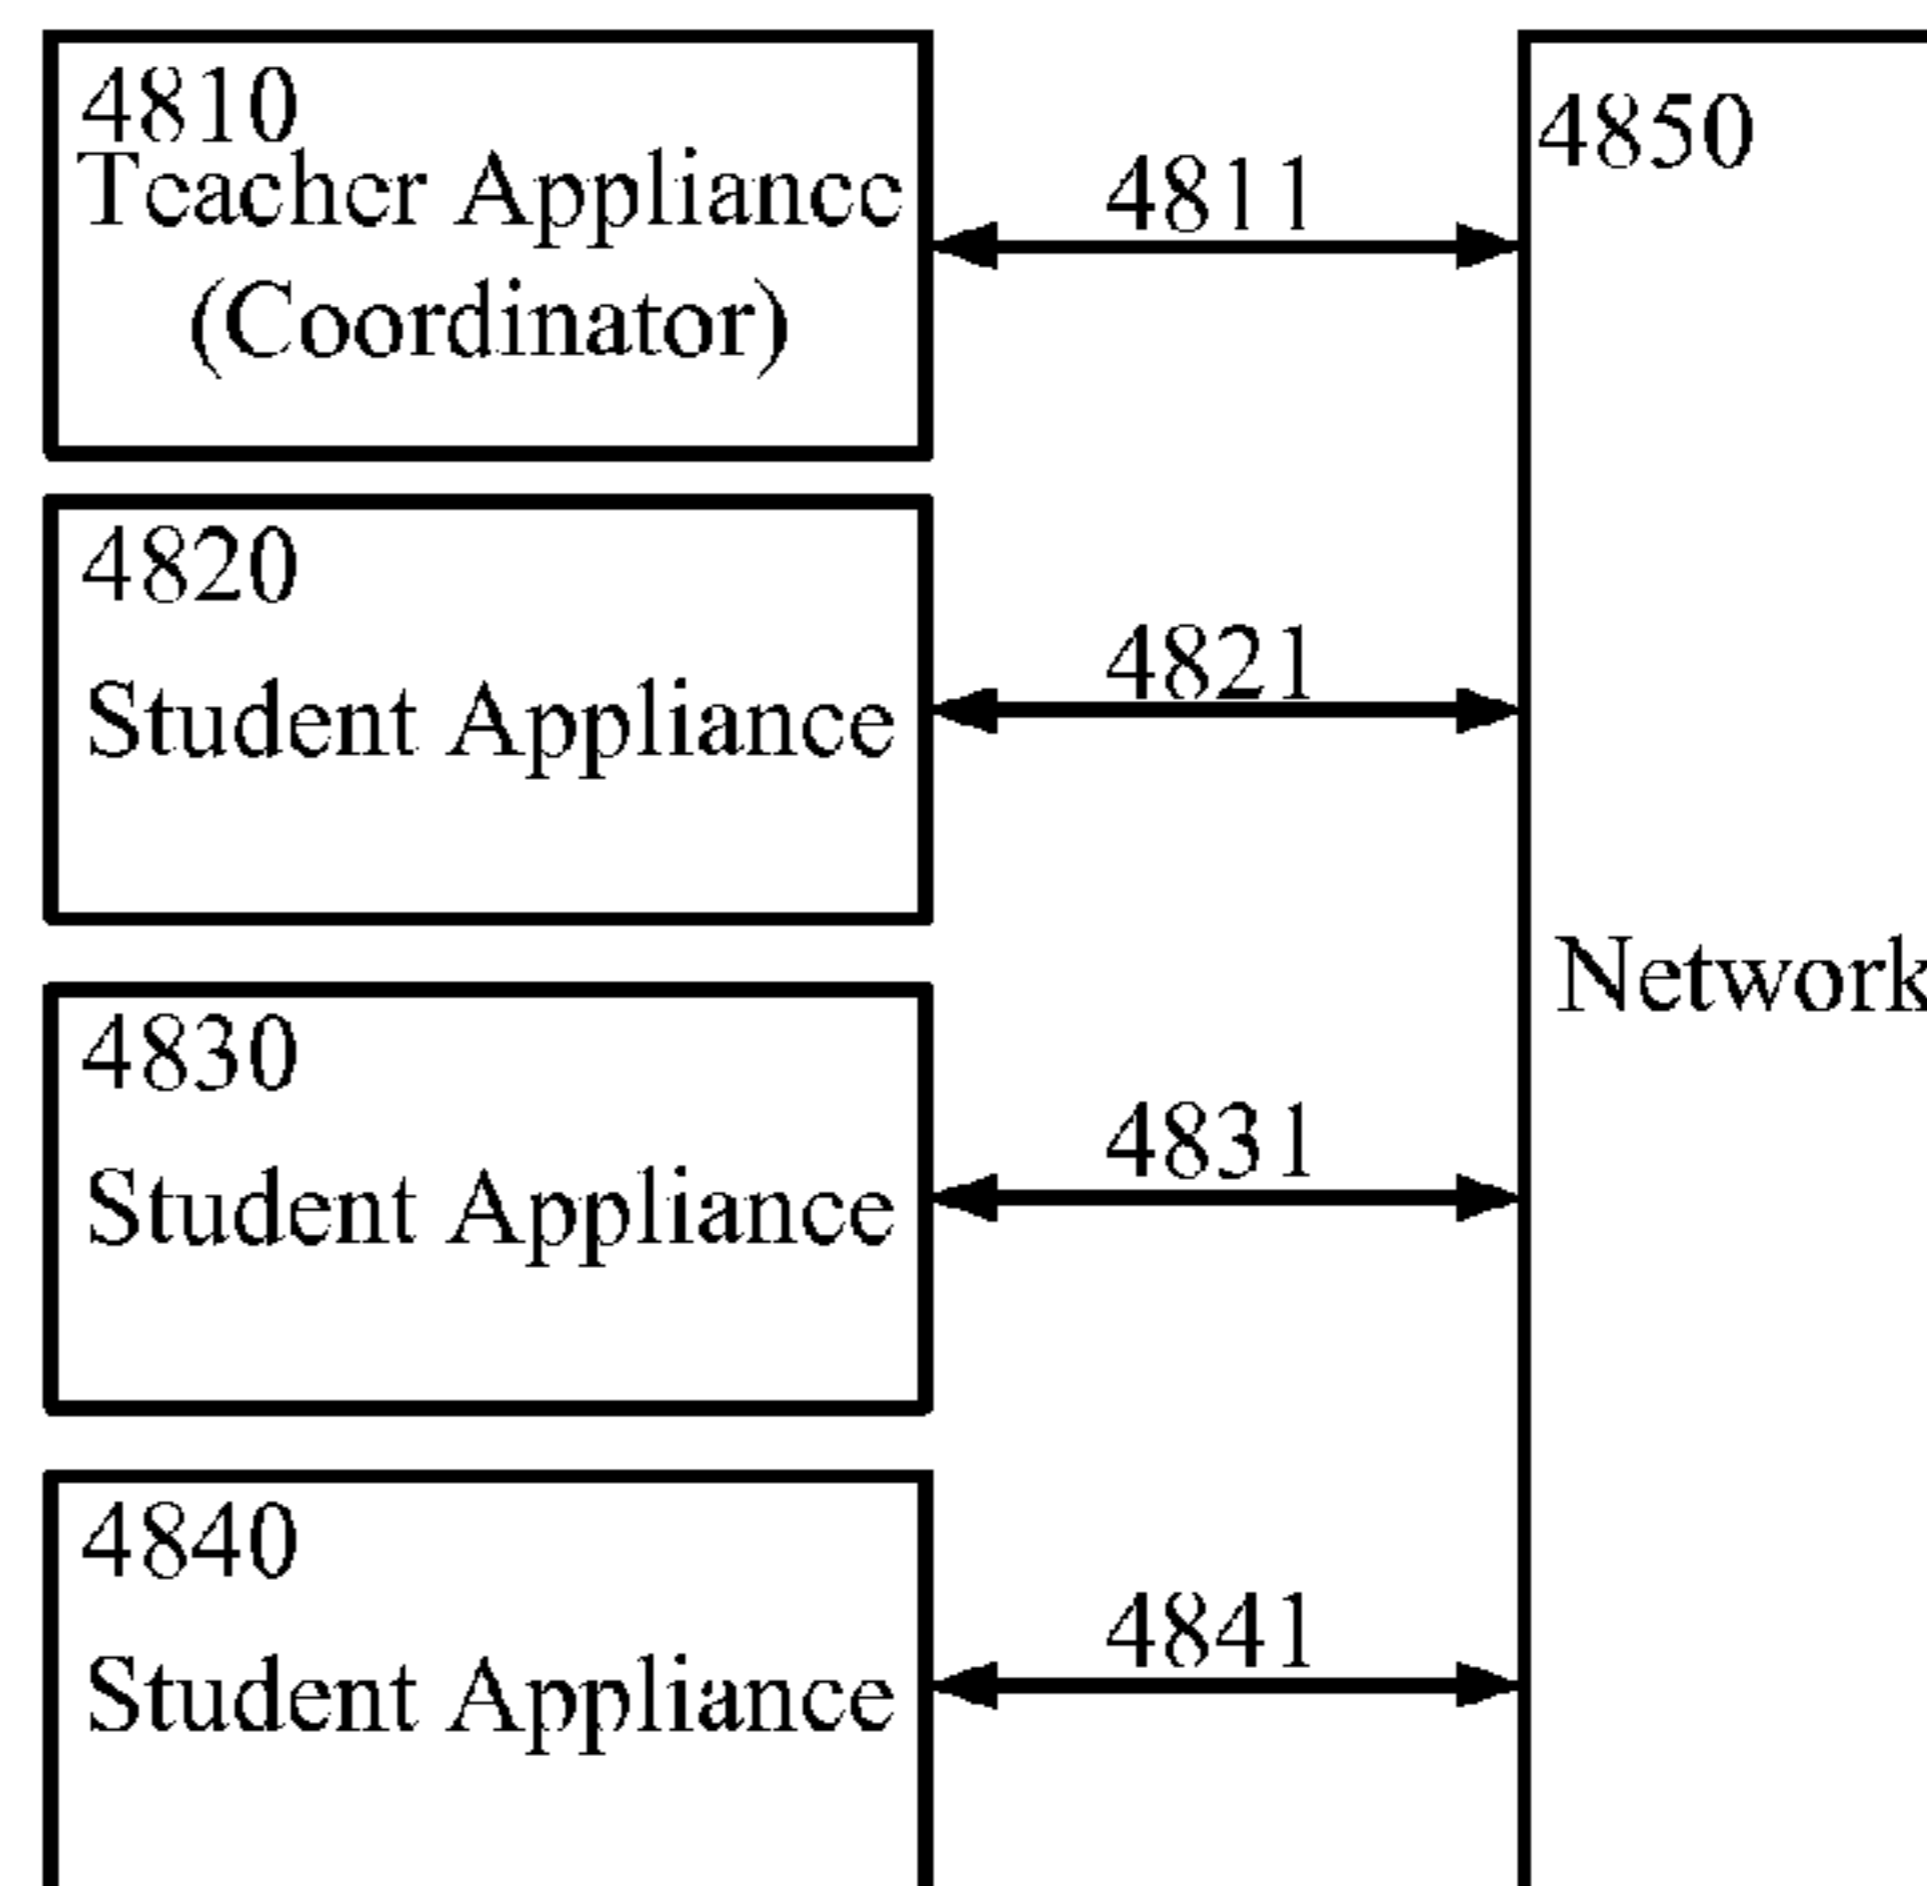 4810
Teacher Appliance
(Coordinator)
4811
4820
Student Appliance
4821
4830
Student Appliance
4831
4840
Student Appliance
4841
4850
Network